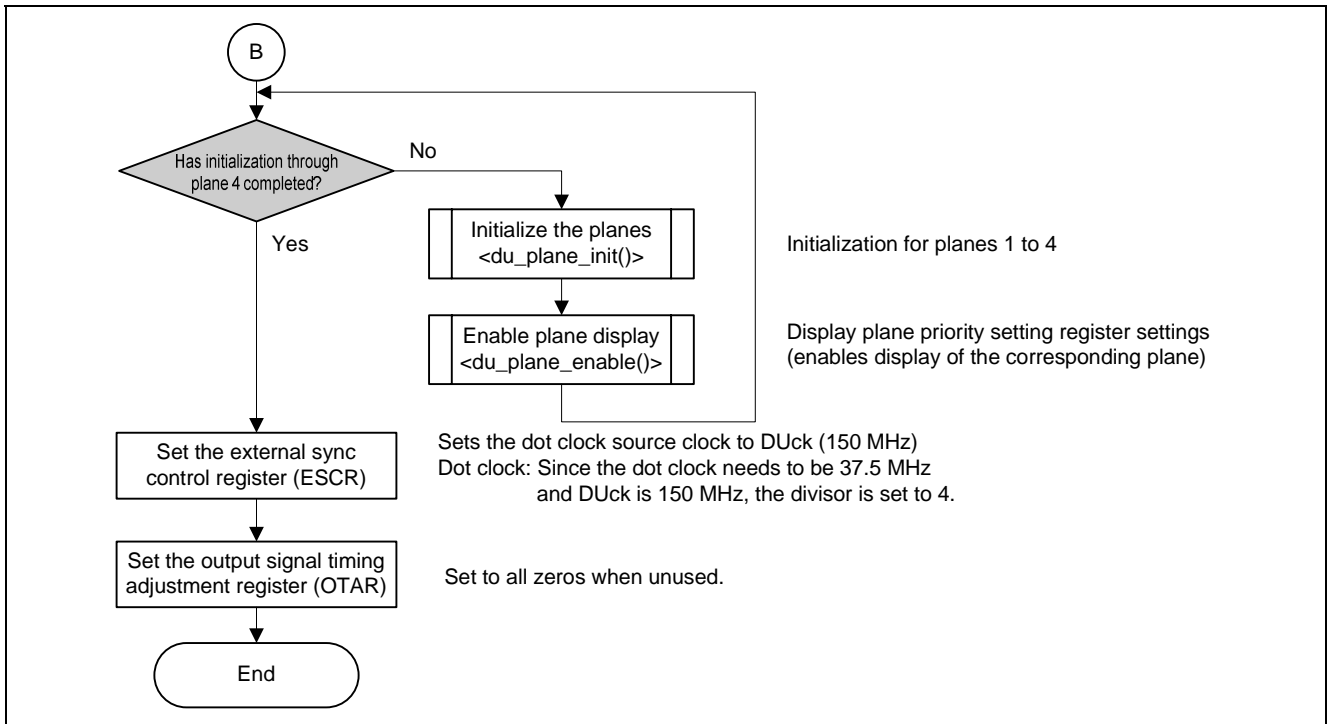 B
Has initialization through
plane 4 completed?
No
Yes
Initialize the planes
<du_plane_init()>
Initialization for planes 1 to 4
Enable plane display
<du_plane_enable()>
Display plane priority setting register settings
(enables display of the corresponding plane)
Set the external sync
control register (ESCR)
Sets the dot clock source clock to DUck (150 MHz)
Dot clock: Since the dot clock needs to be 37.5 MHz
and DUck is 150 MHz, the divisor is set to 4.
Set the output signal timing
adjustment register (OTAR)
Set to all zeros when unused.
End